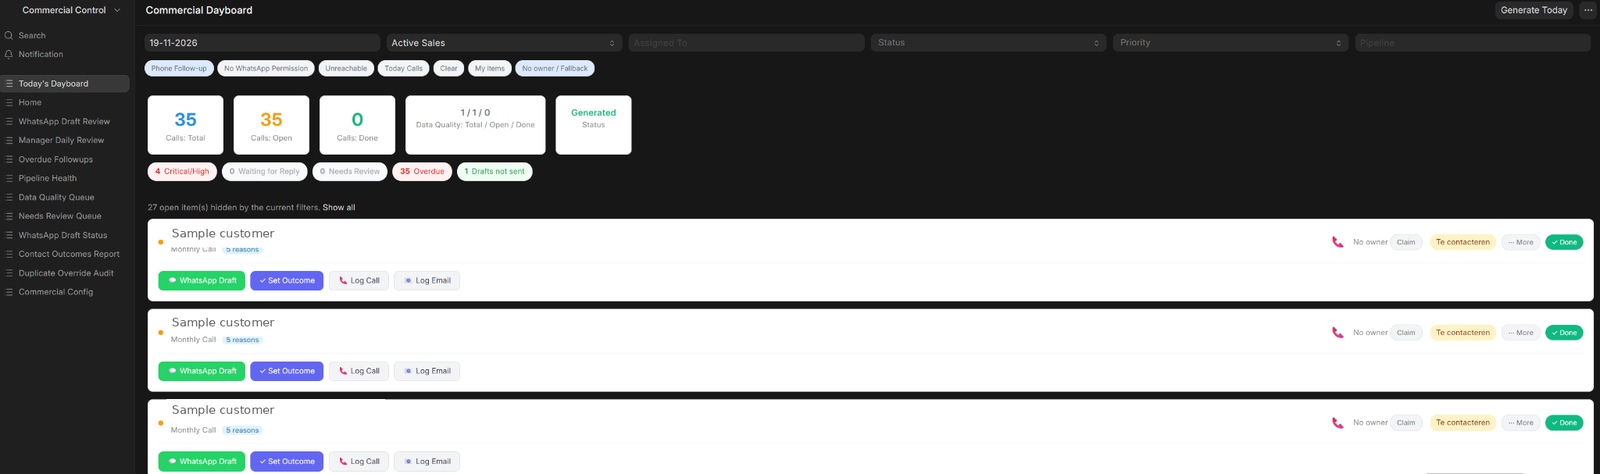 Commercial Control
Search
Notification
Today's Dayboard
Home
WhatsApp Draft Review
Manager Daily Review
Overdue Followups
Pipeline Health
Data Quality Queue
Needs Review Queue
WhatsApp Draft Status
Contact Outcomes Report
Duplicate Override Audit
Commercial Config
Commercial Dayboard
Generate Today ...
19-11-2026 Active Sales Assigned To Status Priority Pipeline
Phone Follow-up No WhatsApp Permission Unreachable Today Calls Clear My items No owner / Fallback
35 35 0 1 / 1 / 0 Generated
Calls: Total Calls: Open Calls: Done Data Quality: Total / Open / Done Status
4 Critical/High 0 Waiting for Reply 0 Needs Review 35 Overdue 1 Drafts not sent
27 open item(s) hidden by the current filters. Show all
Sample customer
Monthly Call 5 reasons
No owner Claim Te contacteren ··· More ✓ Done
WhatsApp Draft ✓ Set Outcome Log Call Log Email
Sample customer
Monthly Call 5 reasons
No owner Claim Te contacteren ··· More ✓ Done
WhatsApp Draft ✓ Set Outcome Log Call Log Email
Sample customer
Monthly Call 5 reasons
No owner Claim Te contacteren ··· More ✓ Done
WhatsApp Draft ✓ Set Outcome Log Call Log Email